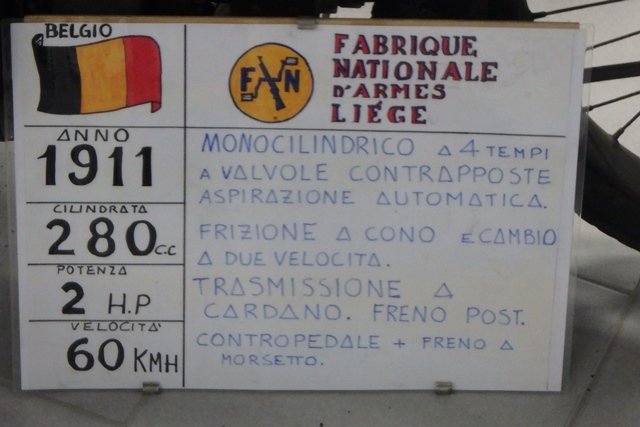 BELGIO
FN
FABRIQUE
NATIONALE
D'ARMES
LIÉGE
ANNO
1911
CILINDRATA
280 C.C
POTENZA
2 H.P
VELOCITA'
60 KMH
MONOCILINDRICO A 4 TEMPI
A VALVOLE CONTRAPPOSTE
ASPIRAZIONE AUTOMATICA.
FRIZIONE A CONO E CAMBIO
A DUE VELOCITA.
TRASMISSIONE A
CARDANO. FRENO POST.
CONTROPEDALE + FRENO A
MORSETTO.